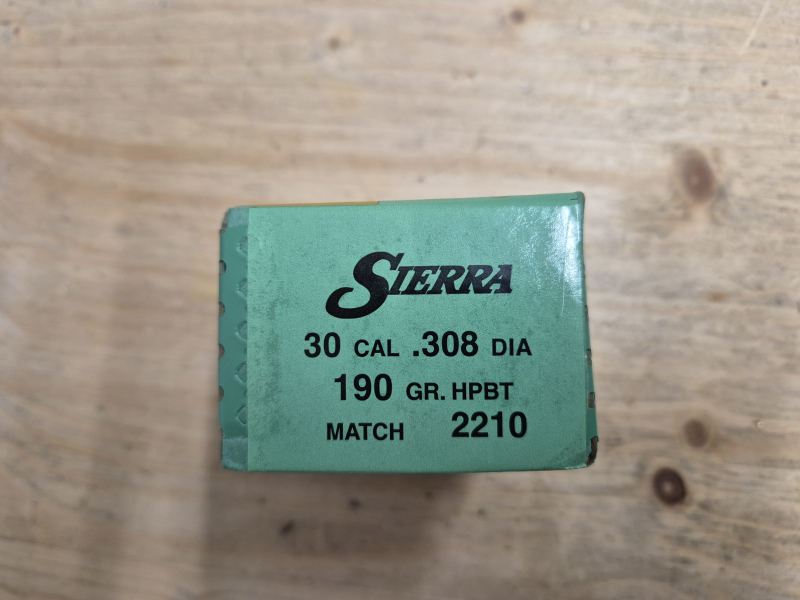 SIERRA
30 CAL .308 DIA
190 GR. HPBT
MATCH 2210